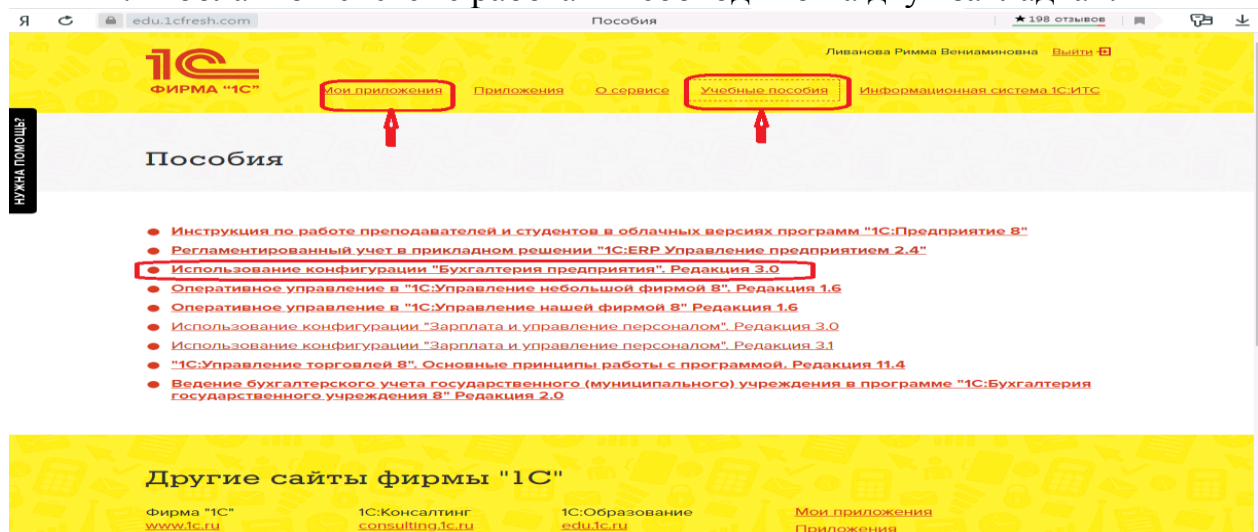 edu.1cfresh.com
Пособия
★198 отзывов
Ливанова Римма Вениаминовна Выйти
1С
ФИРМА "1С"
Мои приложения Приложения О сервисе Учебные пособия Информационная система 1С:ИТС
НУЖНА ПОМОЩЬ?
Пособия
Инструкция по работе преподавателей и студентов в облачных версиях программ "1С:Предприятие 8"
Регламентированный учет в прикладном решении "1С:ERP Управление предприятием 2.4"
Использование конфигурации "Бухгалтерия предприятия". Редакция 3.0
Оперативное управление в "1С:Управление небольшой фирмой 8". Редакция 1.6
Оперативное управление в "1С:Управление нашей фирмой 8" Редакция 1.6
Использование конфигурации "Зарплата и управление персоналом". Редакция 3.0
Использование конфигурации "Зарплата и управление персоналом". Редакция 3.1
"1С:Управление торговлей 8". Основные принципы работы с программой. Редакция 11.4
Ведение бухгалтерского учета государственного (муниципального) учреждения в программе "1С:Бухгалтерия
государственного учреждения 8" Редакция 2.0
Другие сайты фирмы "1С"
Фирма "1С" 1С:Консалтинг 1С:Образование Мои приложения
www.1c.ru consulting.1c.ru edu.1c.ru Приложения